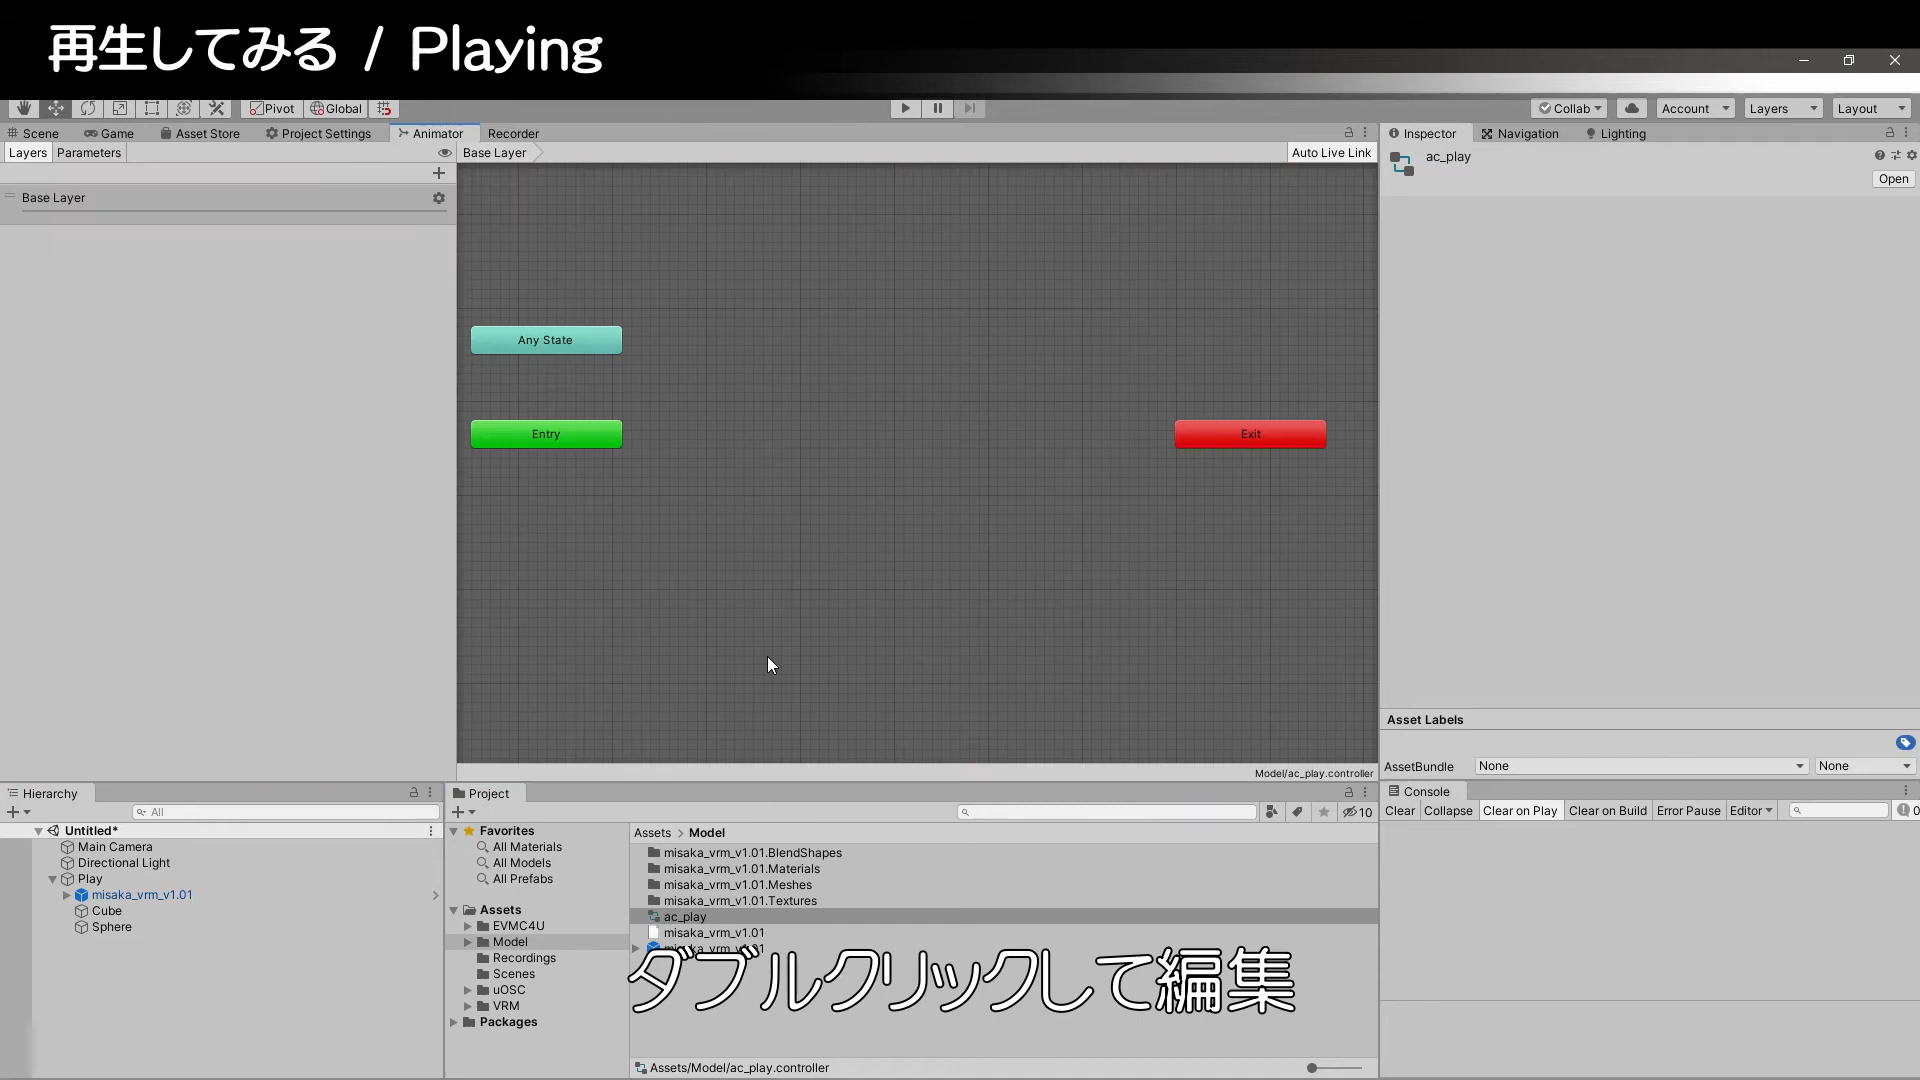 再生してみる / Playing
Pivot
Global
Collab
Account
Layers
Layout
Scene
Game
Asset Store
Project Settings
Animator
Recorder
Inspector
Navigation
Lighting
Layers
Parameters
Base Layer
Auto Live Link
ac_play
Open
Base Layer
Any State
Entry
Exit
Asset Labels
AssetBundle
None
None
Model/ac_play.controller
Hierarchy
All
Untitled*
Main Camera
Directional Light
Play
misaka_vrm_v1.01
Cube
Sphere
Project
10
Favorites
All Materials
All Models
All Prefabs
Assets
EVMC4U
Model
Recordings
Scenes
uOSC
VRM
Packages
Assets > Model
misaka_vrm_v1.01.BlendShapes
misaka_vrm_v1.01.Materials
misaka_vrm_v1.01.Meshes
misaka_vrm_v1.01.Textures
ac_play
misaka_vrm_v1.01
misaka_vrm_v1.01
ダブルクリックして編集
Assets/Model/ac_play.controller
Console
Clear
Collapse
Clear on Play
Clear on Build
Error Pause
Editor
0